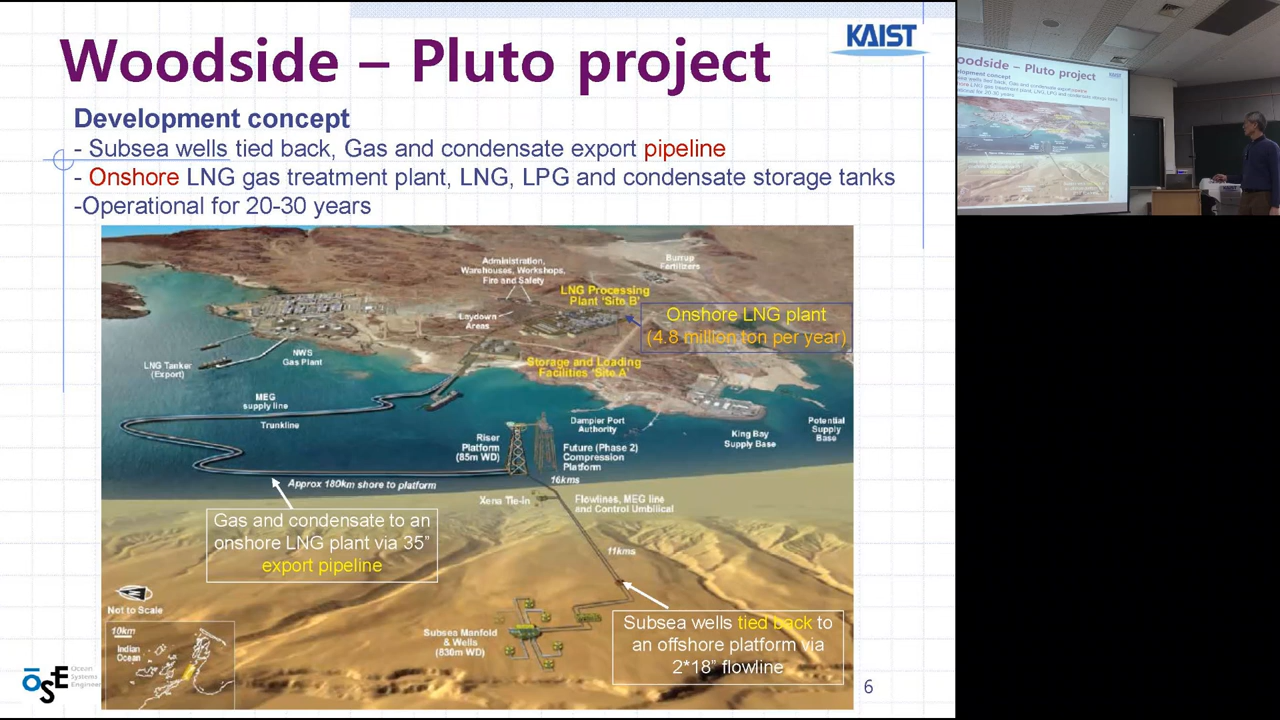 Woodside – Pluto project
KAIST
Development concept
- Subsea wells tied back, Gas and condensate export pipeline
- Onshore LNG gas treatment plant, LNG, LPG and condensate storage tanks
-Operational for 20-30 years
Administration,
Warehouses, Workshops,
Fire and Safety
Burrup
Fertilizers
LNG Processing
Plant 'Site B'
Onshore LNG plant
(4.8 million ton per year)
Laydown
Areas
NWS
Gas Plant
LNG Tanker
(Export)
Storage and Loading
Facilities 'Site A'
MEG
supply line
Trunkline
Dampier Port
Authority
King Bay
Supply Base
Potential
Supply
Base
Riser
Platform
(85m WD)
Future (Phase 2)
Compression
Platform
Approx 180km shore to platform
16kms
Xena Tie-in
Flowlines, MEG line
and Control Umbilical
Gas and condensate to an
onshore LNG plant via 35"
export pipeline
11kms
Not to Scale
10km
Indian
Ocean
Subsea Manfold
& Wells
(830m WD)
Subsea wells tied back to
an offshore platform via
2*18" flowline
OSE
Ocean
Systems
Engineer
6
oodside – Pluto project
KAIST